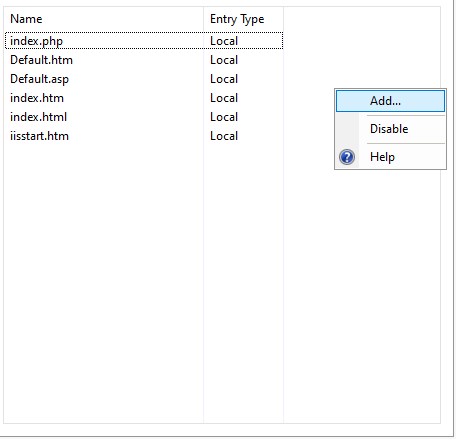 Name Entry Type
index.php Local
Default.htm Local
Default.asp Local
index.htm Local
index.html Local
iisstart.htm Local
Add...
Disable
Help